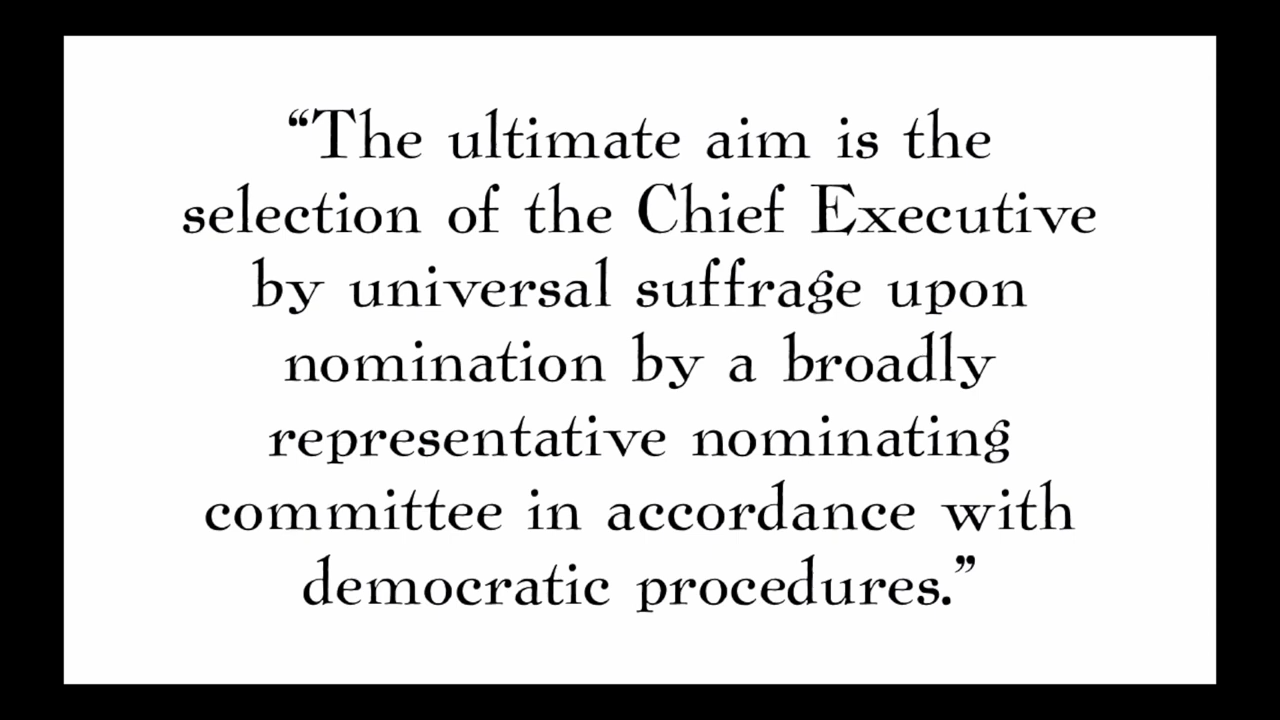 “The ultimate aim is the
selection of the Chief Executive
by universal suffrage upon
nomination by a broadly
representative nominating
committee in accordance with
democratic procedures.”